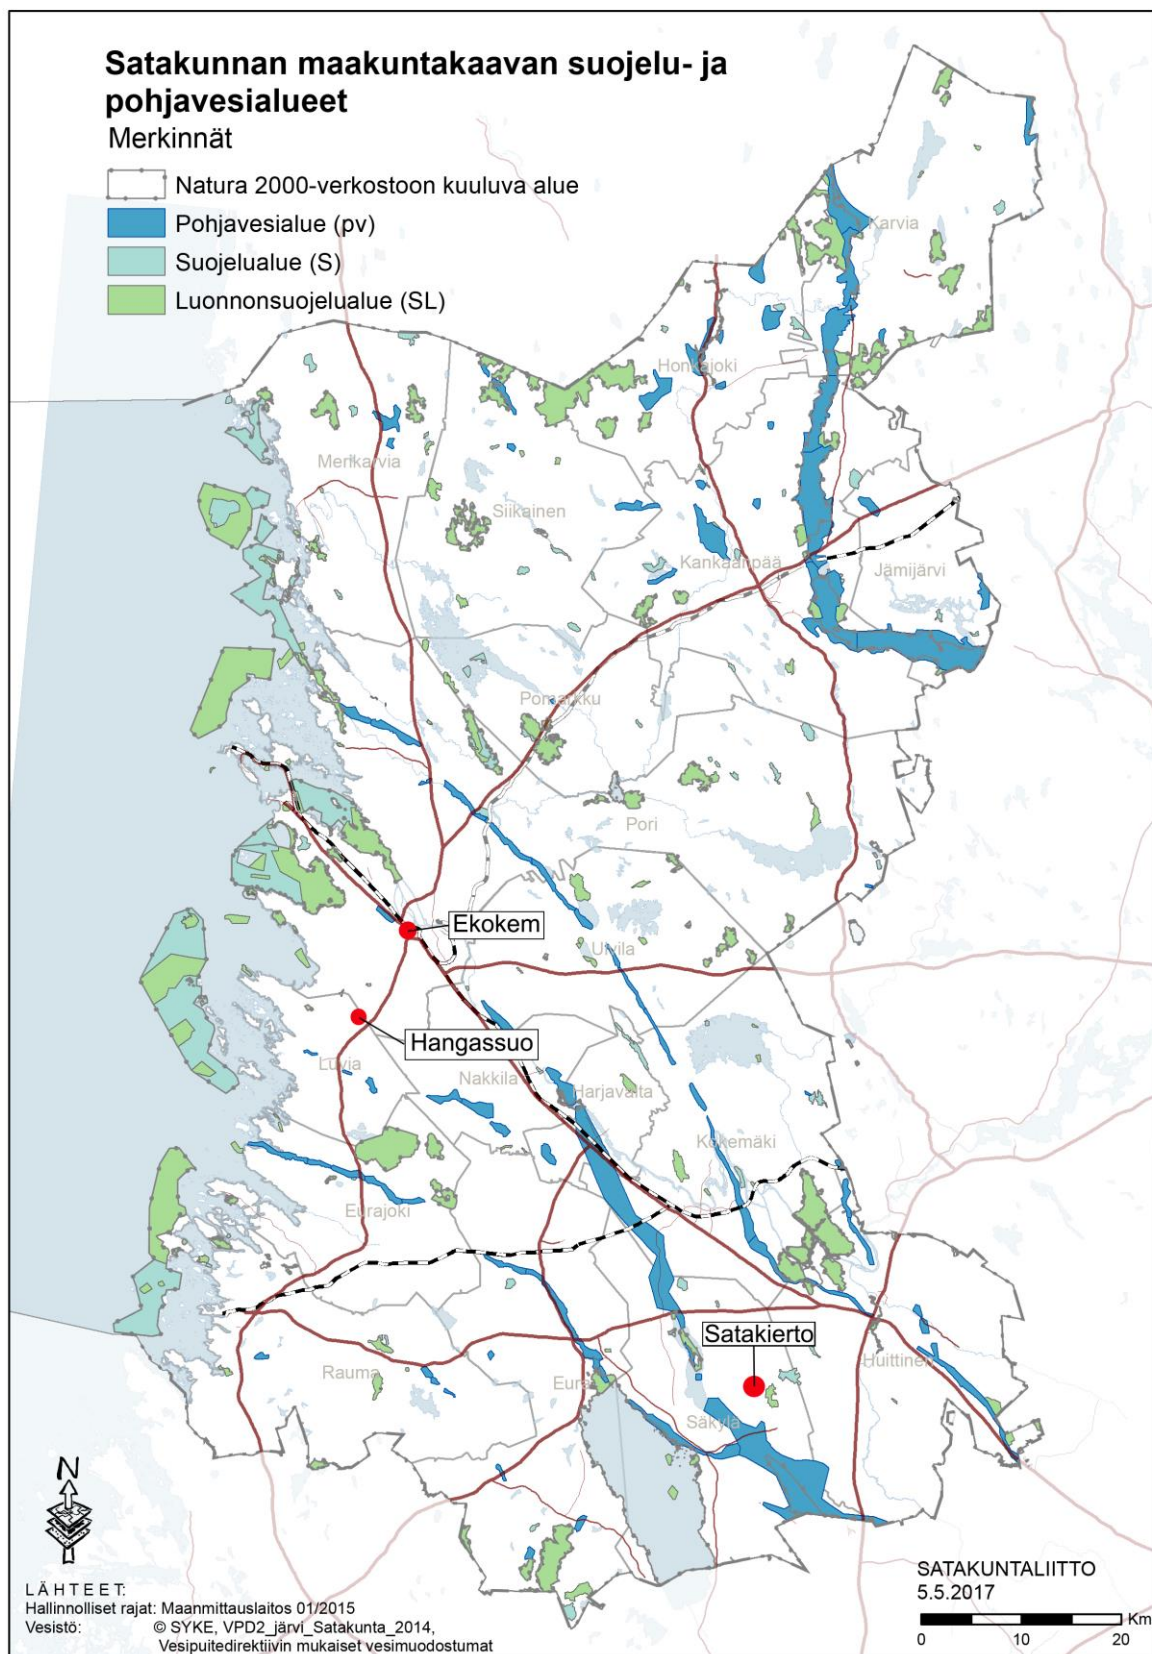 Satakunnan maakuntakaavan suojelu- ja
pohjavesialueet
Merkinnät
Natura 2000-verkostoon kuuluva alue
Pohjavesialue (pv)
Suojelualue (S)
Luonnonsuojelualue (SL)
Karvia
Honkajoki
Merikarvia
Siikainen
Kankaanpää
Jämijärvi
Pomarkku
Pori
Ekokem
Ulvila
Hangassuo
Luvia
Nakkila
Harjavalta
Kokemäki
Eurajoki
Satakierto
Rauma
Eura
Huittinen
Säkylä
N
LÄHTEET:
Hallinnolliset rajat: Maanmittauslaitos 01/2015
Vesistö: © SYKE, VPD2_järvi_Satakunta_2014,
Vesipuitedirektiivin mukaiset vesimuodostumat
SATAKUNTALIITTO
5.5.2017
Km
0 10 20